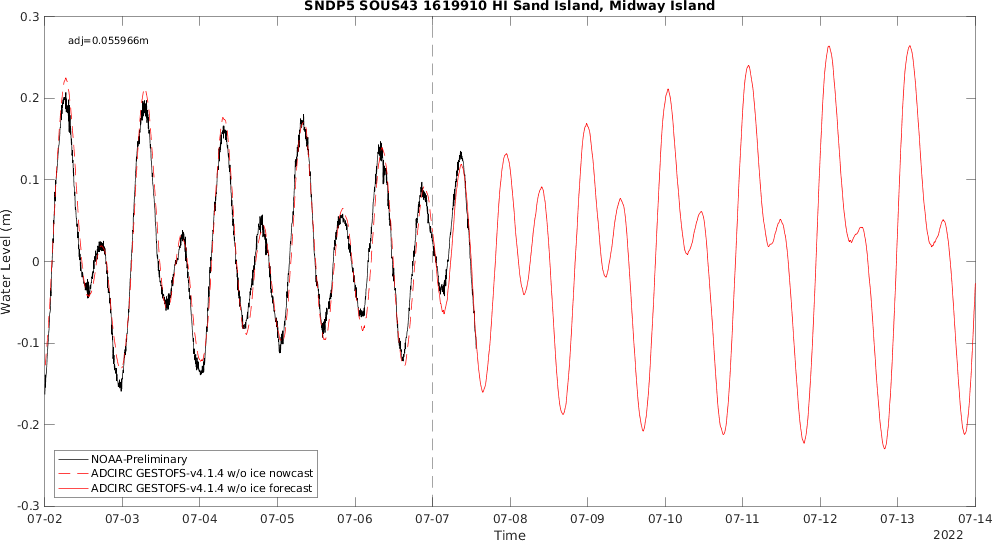 SNDP5 SOUS43 1619910 HI Sand Island, Midway Island
adj=0.055966m
0.3
0.2
0.1
0
-0.1
-0.2
-0.3
Water Level (m)
NOAA-Preliminary
ADCIRC GESTOFS-v4.1.4 w/o ice nowcast
ADCIRC GESTOFS-v4.1.4 w/o ice forecast
07-02 07-03 07-04 07-05 07-06 07-07 07-08 07-09 07-10 07-11 07-12 07-13 07-14
Time
2022